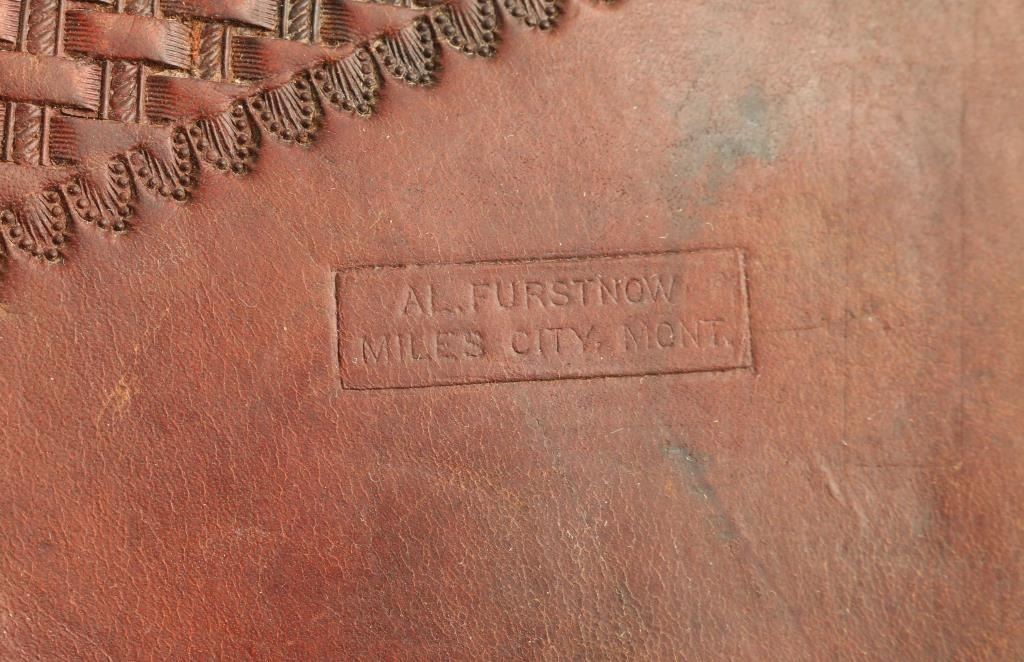 AL. FURSTNOW
MILES CITY, MONT.